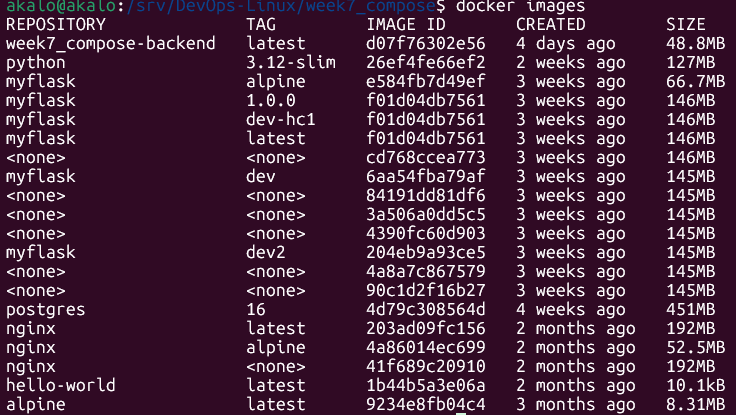 akalo@akalo:/srv/DevOps-Linux/week7_compose$ docker images
REPOSITORY TAG IMAGE ID CREATED SIZE
week7_compose-backend latest d07f76302e56 4 days ago 48.8MB
python 3.12-slim 26ef4fe66ef2 2 weeks ago 127MB
myflask alpine e584fb7d49ef 3 weeks ago 66.7MB
myflask 1.0.0 f01d04db7561 3 weeks ago 146MB
myflask dev-hc1 f01d04db7561 3 weeks ago 146MB
myflask latest f01d04db7561 3 weeks ago 146MB
<none> <none> cd768ccea773 3 weeks ago 146MB
myflask dev 6aa54fba79af 3 weeks ago 145MB
<none> <none> 84191dd81df6 3 weeks ago 145MB
<none> <none> 3a506a0dd5c5 3 weeks ago 145MB
<none> <none> 4390fc60d903 3 weeks ago 145MB
myflask dev2 204eb9a93ce5 3 weeks ago 145MB
<none> <none> 4a8a7c867579 3 weeks ago 145MB
<none> <none> 90c1d2f16b27 3 weeks ago 145MB
postgres 16 4d79c308564d 4 weeks ago 451MB
nginx latest 203ad09fc156 2 months ago 192MB
nginx alpine 4a86014ec699 2 months ago 52.5MB
nginx <none> 41f689c20910 2 months ago 192MB
hello-world latest 1b44b5a3e06a 2 months ago 10.1kB
alpine latest 9234e8fb04c4 3 months ago 8.31MB